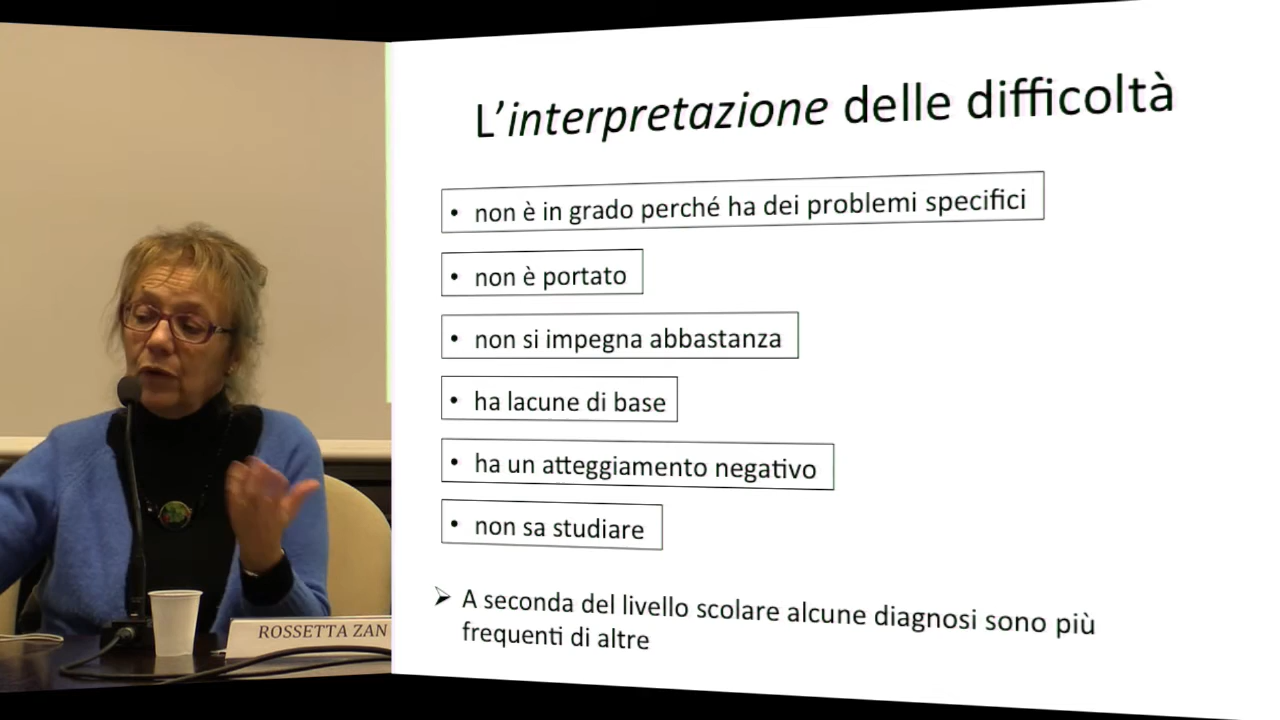 L'interpretazione delle difficoltà
• non è in grado perché ha dei problemi specifici
• non è portato
• non si impegna abbastanza
• ha lacune di base
• ha un atteggiamento negativo
• non sa studiare
➢ A seconda del livello scolare alcune diagnosi sono più
frequenti di altre
ROSSETTA ZAN